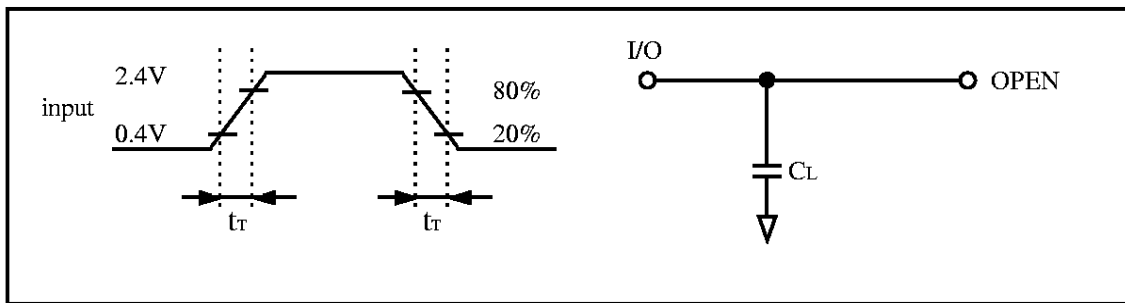 2.4V
input
0.4V
80%
20%
tT
tT
I/O
OPEN
CL